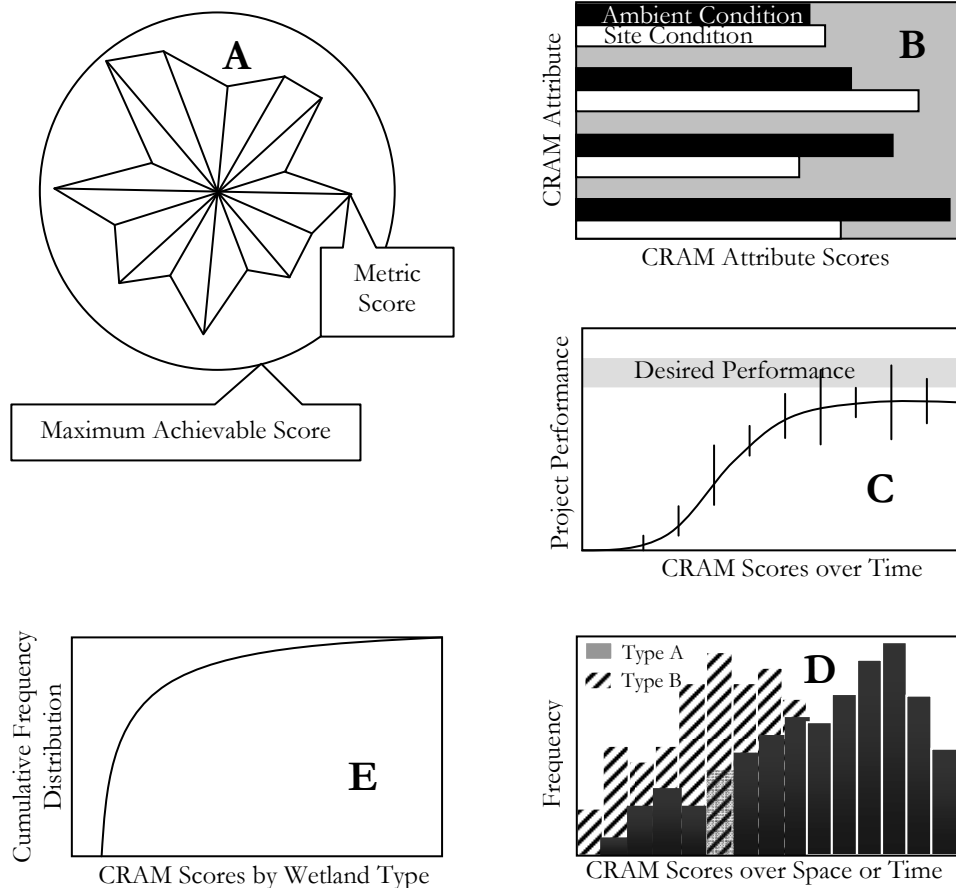 A
Metric
Score
Maximum Achievable Score
Ambient Condition
Site Condition
B
CRAM Attribute
CRAM Attribute Scores
Desired Performance
Project Performance
C
CRAM Scores over Time
Cumulative Frequency
Distribution
E
CRAM Scores by Wetland Type
Type A
Type B
D
Frequency
CRAM Scores over Space or Time